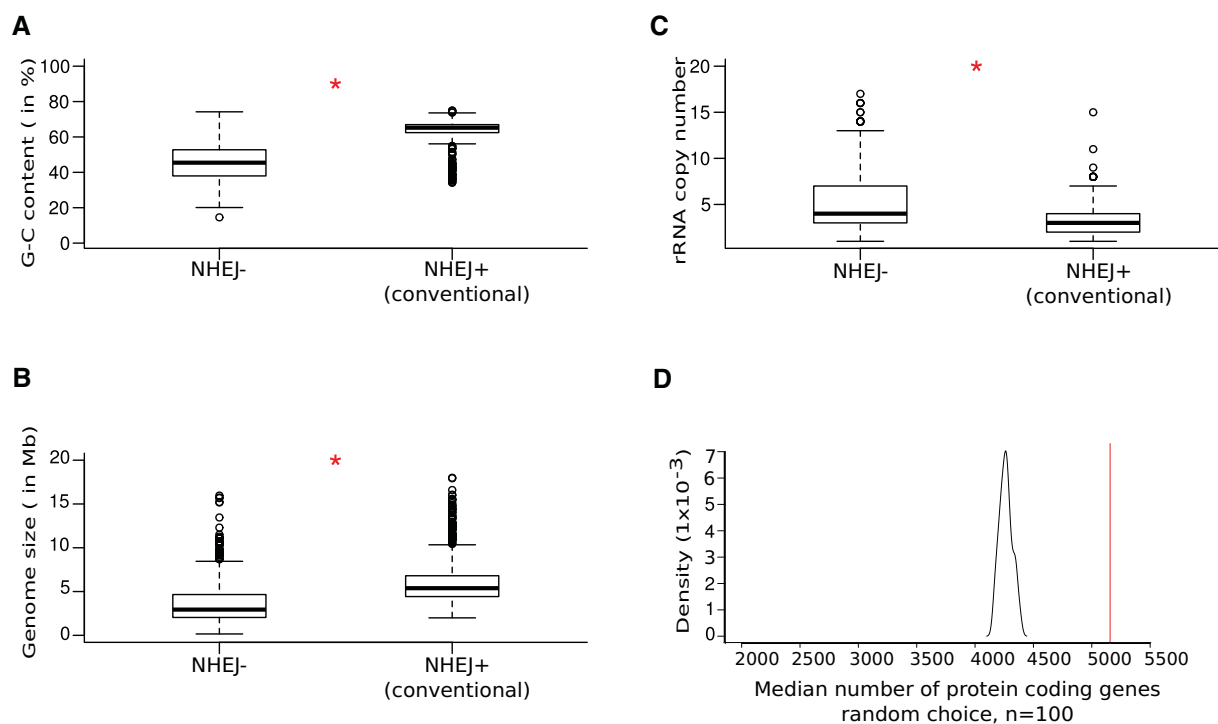 A
G-C content ( in %)
100
80
60
40
20
0
*
NHEJ-
NHEJ+
(conventional)
C
rRNA copy number
20
15
10
5
*
NHEJ-
NHEJ+
(conventional)
B
Genome size ( in Mb)
20
15
10
5
0
*
NHEJ-
NHEJ+
(conventional)
D
Density (1x10-3)
7
6
5
4
3
2
1
0
2000 2500 3000 3500 4000 4500 5000 5500
Median number of protein coding genes
random choice, n=100